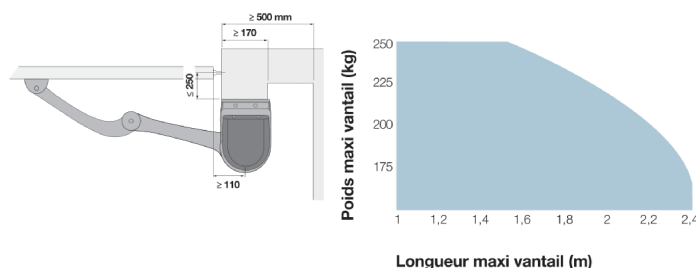 ≥ 500 mm
≥ 170
≤ 250
≥ 110
Poids maxi vantail (kg)
250
225
200
175
1 1,2 1,4 1,6 1,8 2 2,2 2,4
Longueur maxi vantail (m)